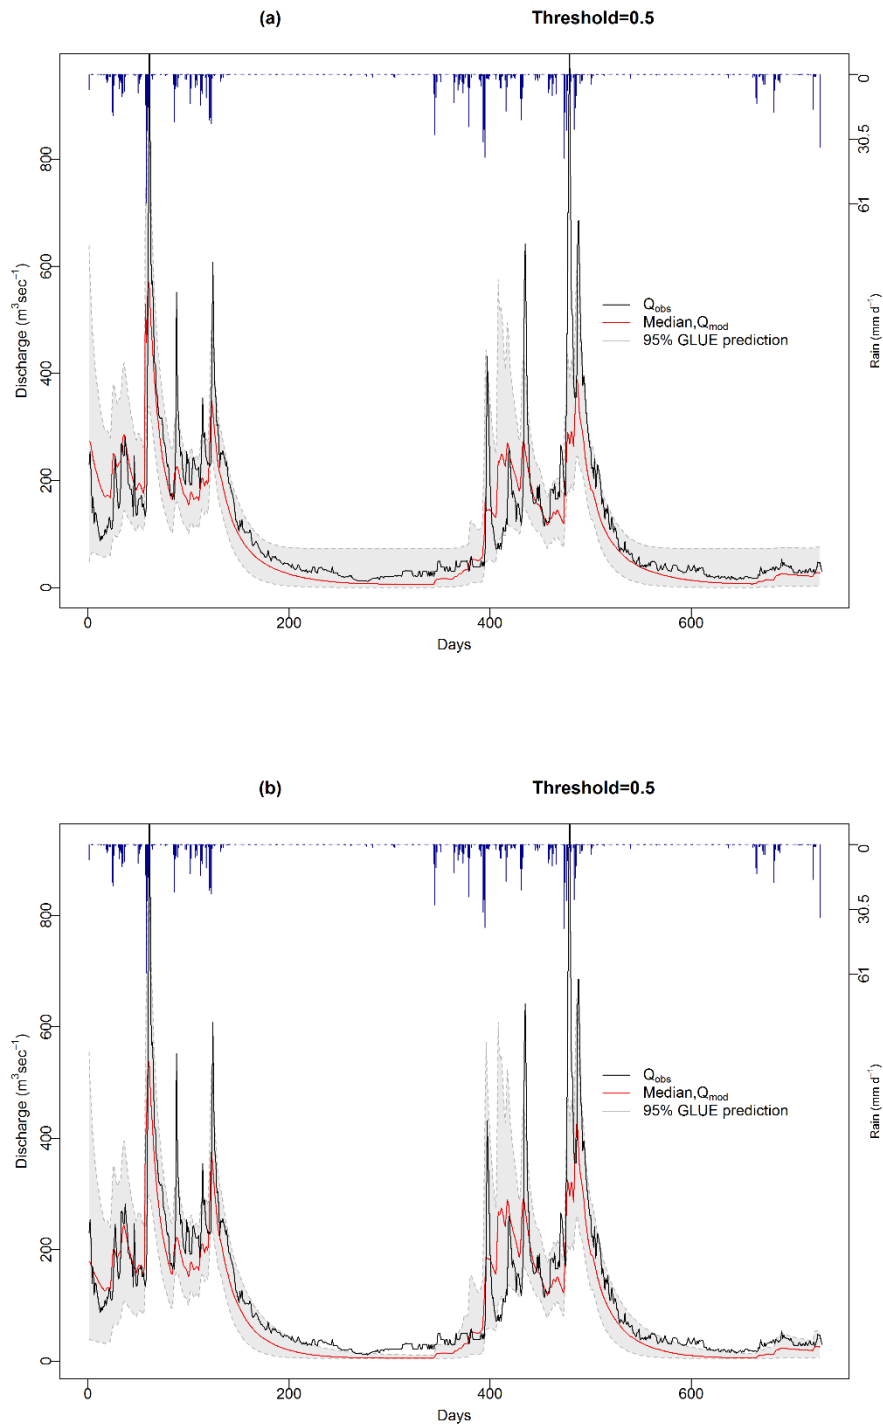 (a) Threshold=0.5
0
30.5
61
Rain (mm d⁻¹)
800
600
400
200
0
Discharge (m³sec⁻¹)
Qobs
Median,Qmod
95% GLUE prediction
0 200 400 600
Days
(b) Threshold=0.5
0
30.5
61
Rain (mm d⁻¹)
800
600
400
200
0
Discharge (m³sec⁻¹)
Qobs
Median,Qmod
95% GLUE prediction
0 200 400 600
Days